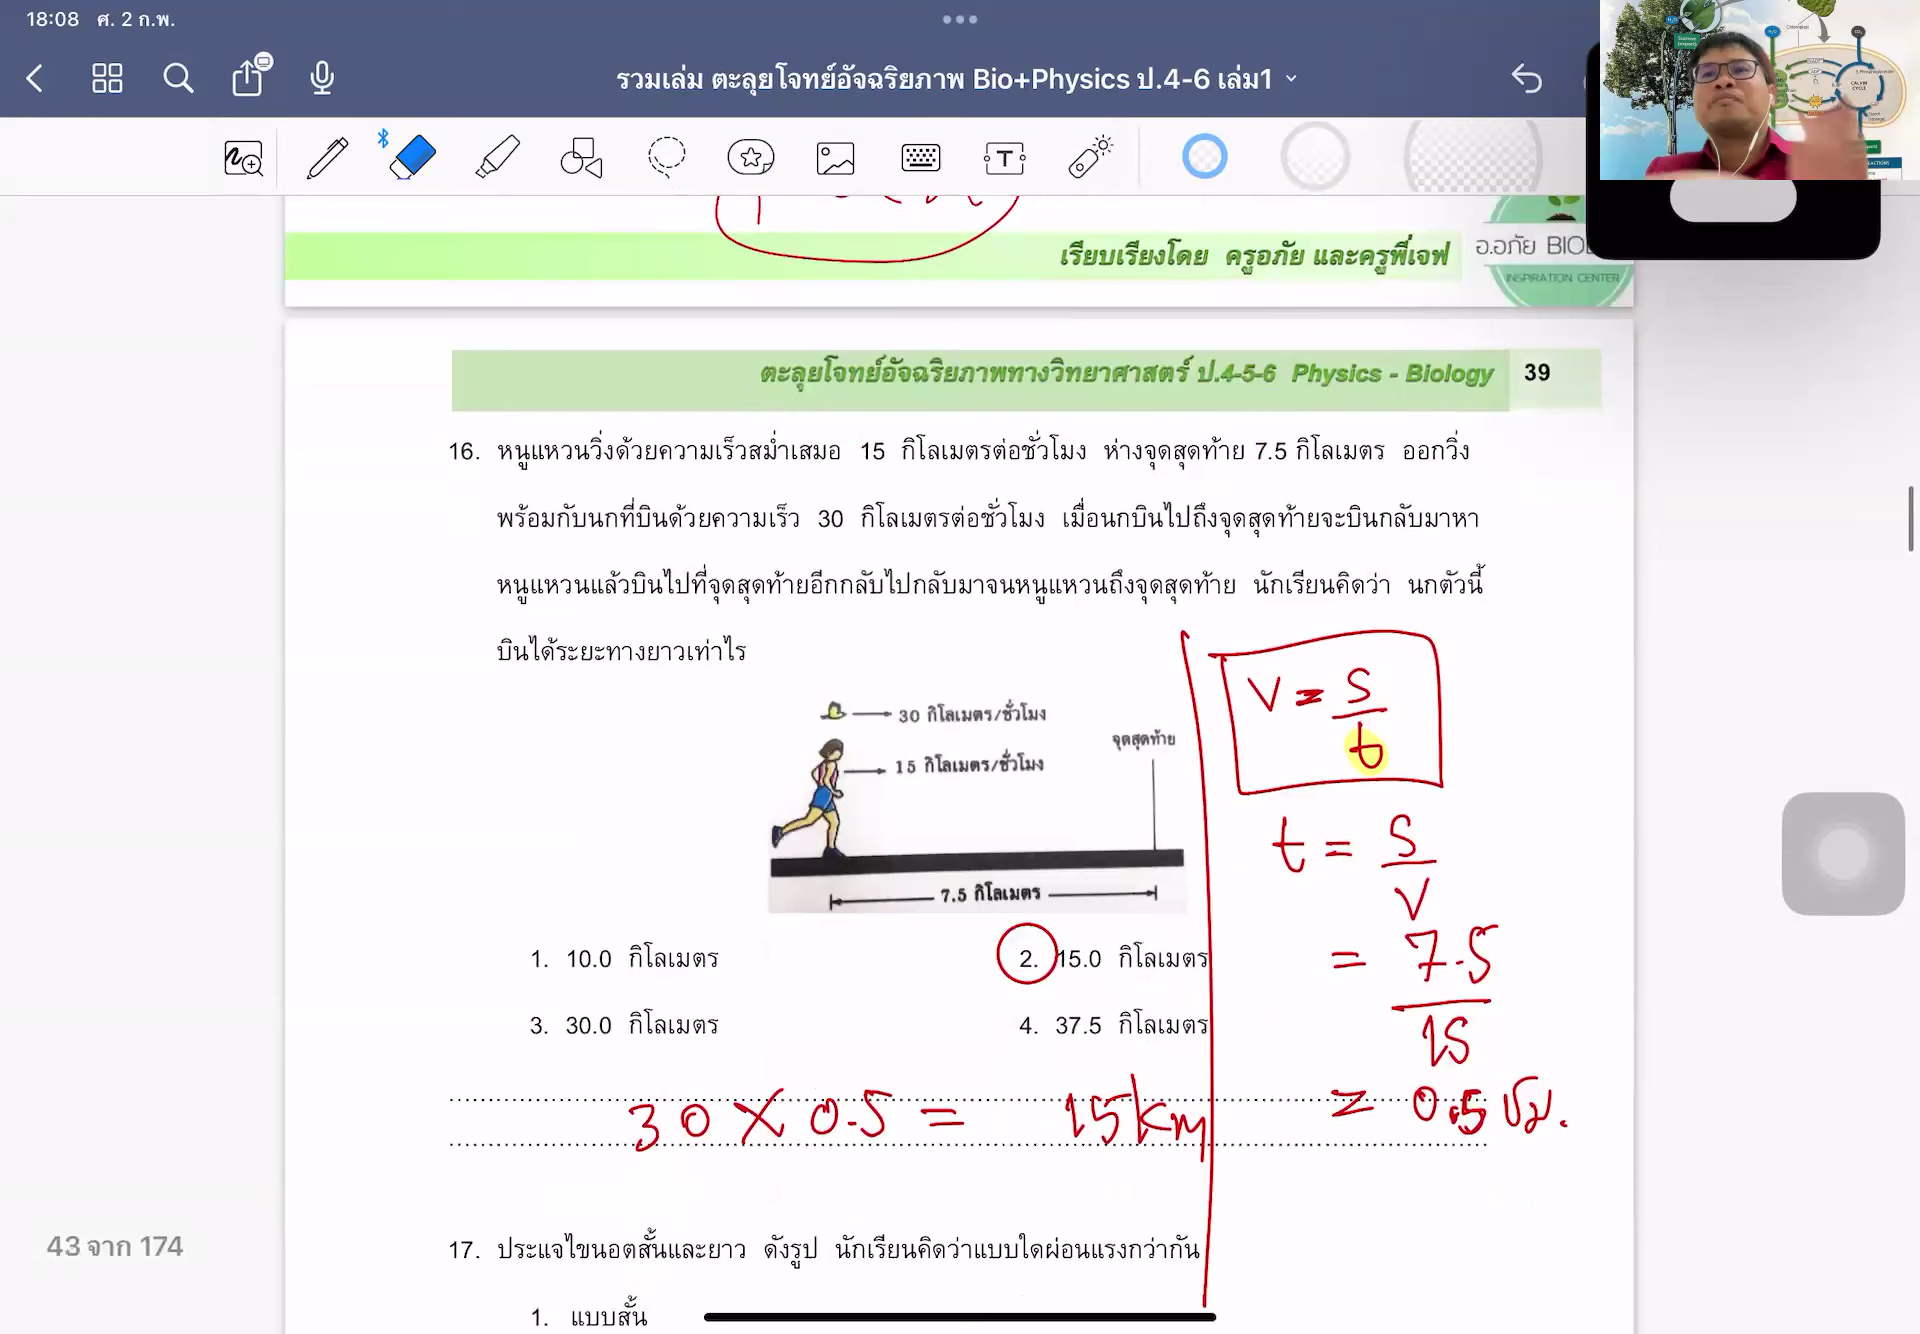 18:08 ศ. 2 ก.พ.
รวมเล่ม ตะลุยโจทย์อัจฉริยภาพ Bio+Physics ป.4-6 เล่ม1
เรียบเรียงโดย ครูอภัย และครูพี่เจฟ
อ.อภัย
INSPIRATION CENTER
ตะลุยโจทย์อัจฉริยภาพทางวิทยาศาสตร์ ป.4-5-6 Physics - Biology 39
16. หนูแหวนวิ่งด้วยความเร็วสม่ำเสมอ 15 กิโลเมตรต่อชั่วโมง ห่างจุดสุดท้าย 7.5 กิโลเมตร ออกวิ่ง
พร้อมกับนกที่บินด้วยความเร็ว 30 กิโลเมตรต่อชั่วโมง เมื่อนกบินไปถึงจุดสุดท้ายจะบินกลับมาหา
หนูแหวนแล้วบินไปที่จุดสุดท้ายอีกกลับไปกลับมาจนหนูแหวนถึงจุดสุดท้าย นักเรียนคิดว่า นกตัวนี้
บินได้ระยะทางยาวเท่าไร
30 กิโลเมตร/ชั่วโมง
15 กิโลเมตร/ชั่วโมง
จุดสุดท้าย
7.5 กิโลเมตร
V = S
t
t = S
V
= 7.5
15
= 0.5 ชม.
1. 10.0 กิโลเมตร 2. 15.0 กิโลเมตร
3. 30.0 กิโลเมตร 4. 37.5 กิโลเมตร
30 × 0.5 = 15 km
17. ประแจไขนอตสั้นและยาว ดังรูป นักเรียนคิดว่าแบบใดผ่อนแรงกว่ากัน
1. แบบสั้น
43 จาก 174